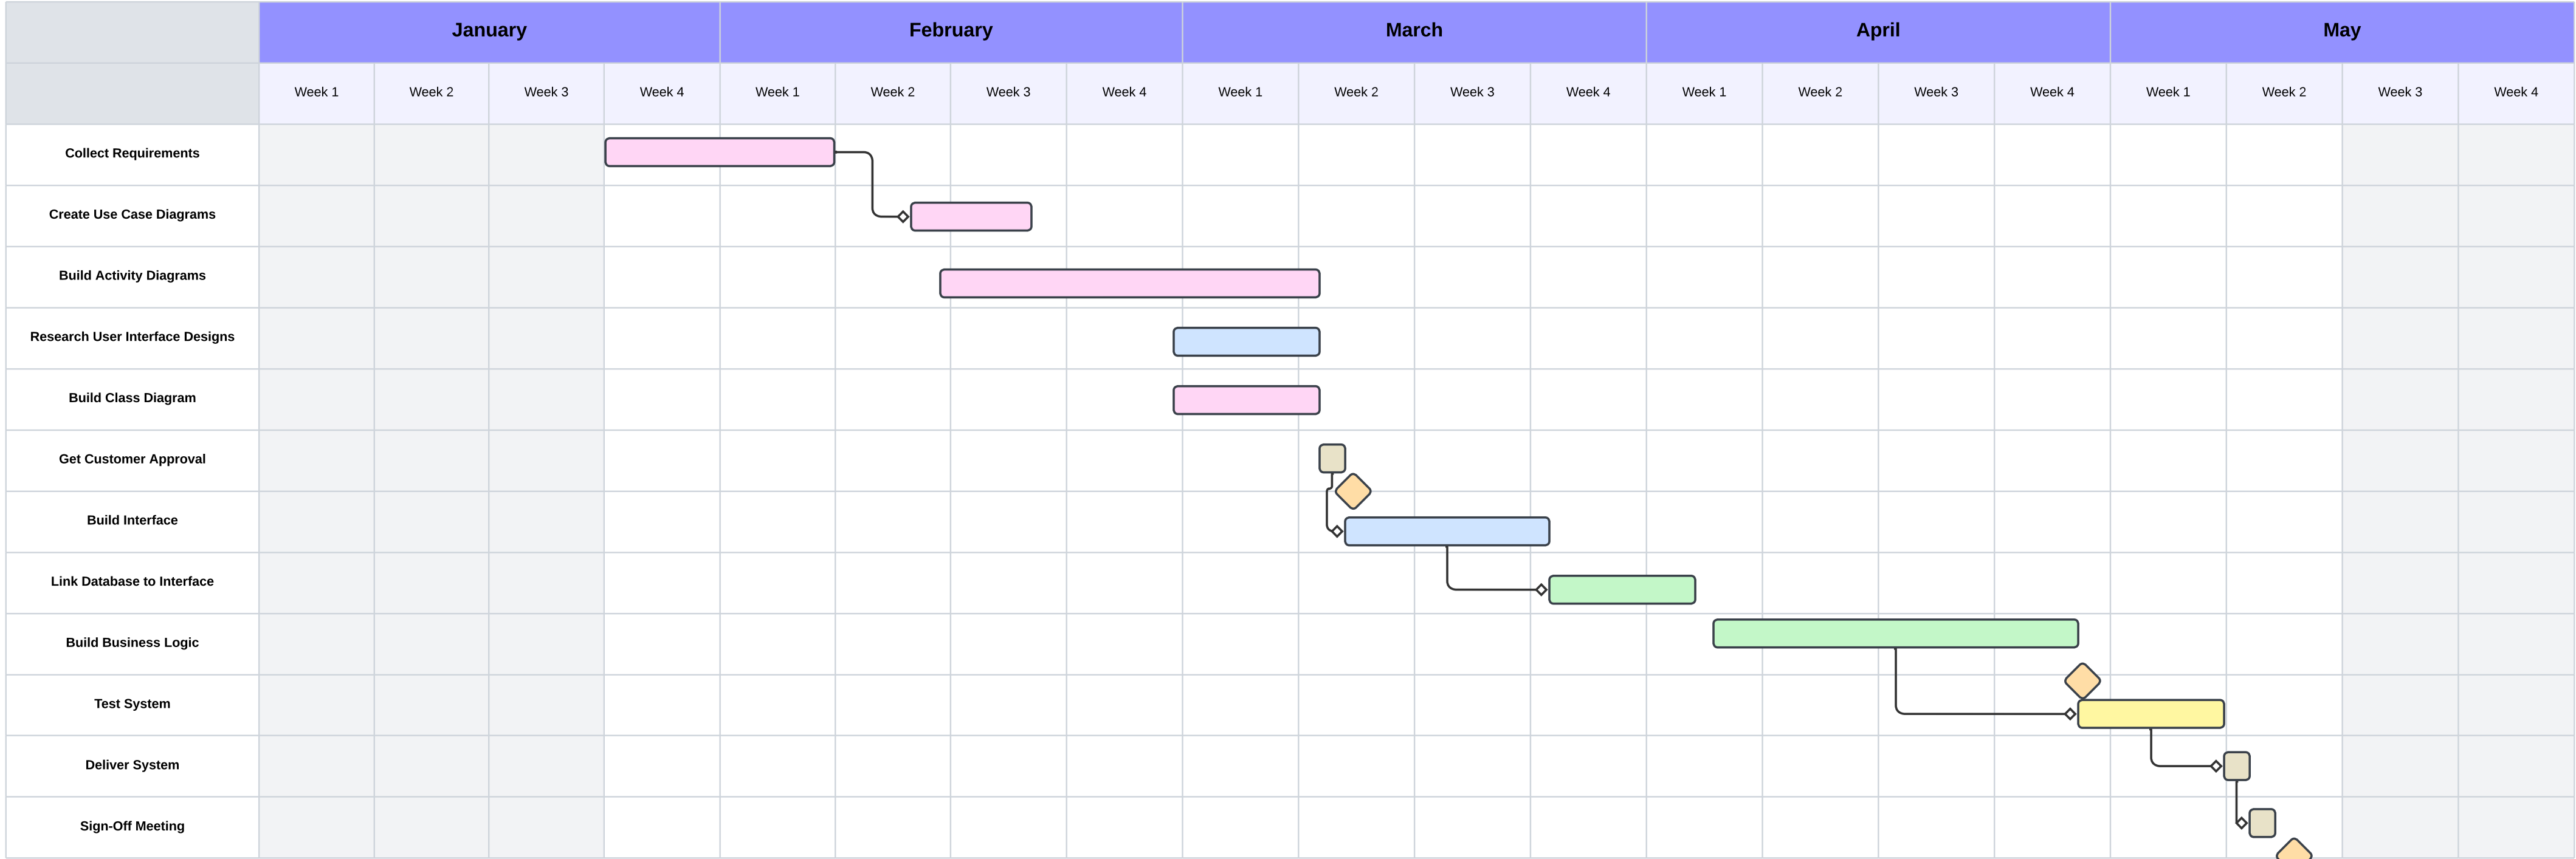 January February March April May
Week 1 Week 2 Week 3 Week 4 Week 1 Week 2 Week 3 Week 4 Week 1 Week 2 Week 3 Week 4 Week 1 Week 2 Week 3 Week 4 Week 1 Week 2 Week 3 Week 4
Collect Requirements
Create Use Case Diagrams
Build Activity Diagrams
Research User Interface Designs
Build Class Diagram
Get Customer Approval
Build Interface
Link Database to Interface
Build Business Logic
Test System
Deliver System
Sign-Off Meeting